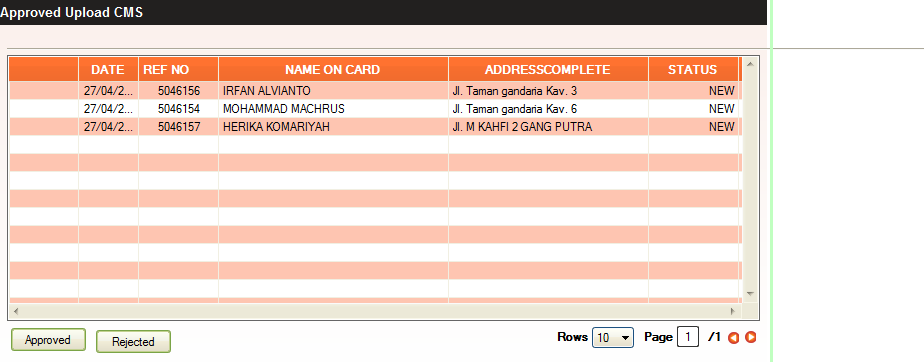 Approved Upload CMS
DATE REF NO NAME ON CARD ADDRESSCOMPLETE STATUS
27/04/2... 5046156 IRFAN ALVIANTO Jl. Taman gandaria Kav. 3 NEW
27/04/2... 5046154 MOHAMMAD MACHRUS Jl. Taman gandaria Kav. 6 NEW
27/04/2... 5046157 HERIKA KOMARIYAH Jl. M KAHFI 2 GANG PUTRA NEW
Approved Rejected Rows 10 Page 1 /1